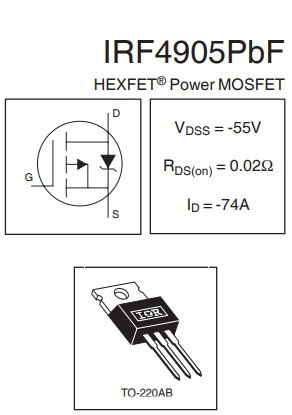 IRF4905PbF
HEXFET® Power MOSFET
D
G
S
VDSS = -55V
RDS(on) = 0.02Ω
ID = -74A
IOR
TO-220AB